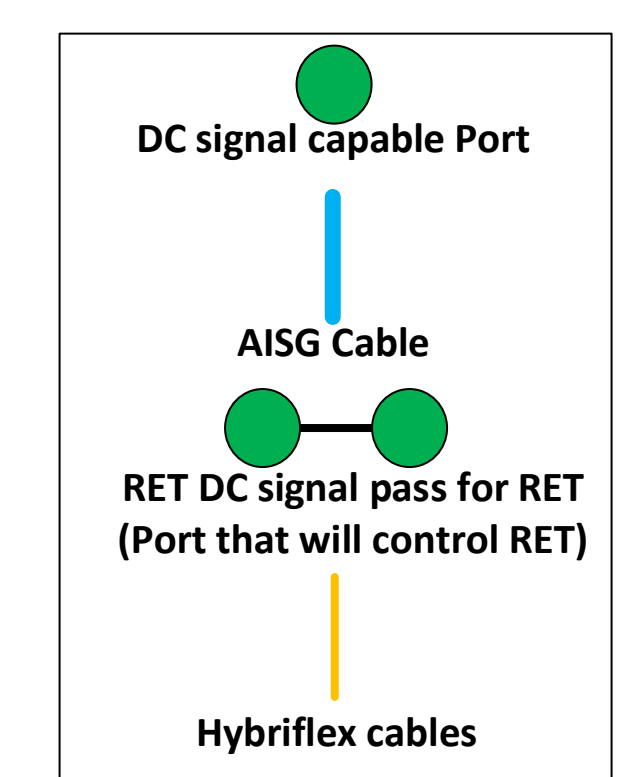 DC signal capable Port
AISG Cable
RET DC signal pass for RET
(Port that will control RET)
Hybriflex cables